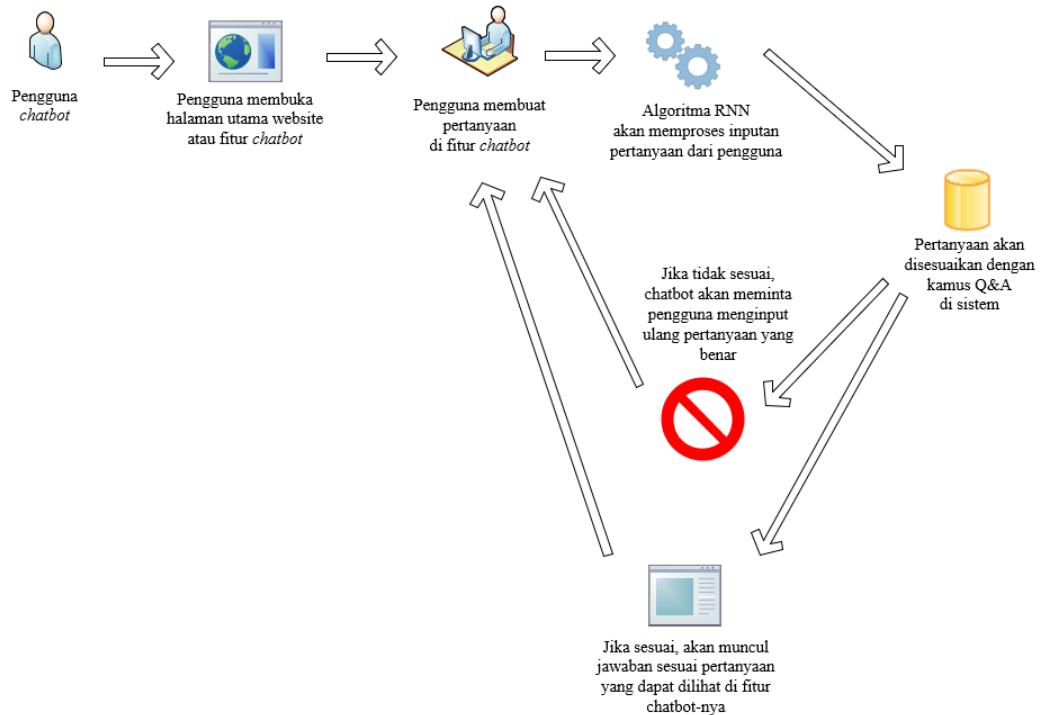 Pengguna
chatbot
Pengguna membuka
halaman utama website
atau fitur chatbot
Pengguna membuat
pertanyaan
di fitur chatbot
Algoritma RNN
akan memproses inputan
pertanyaan dari pengguna
Pertanyaan akan
disesuaikan dengan
kamus Q&A
di sistem
Jika tidak sesuai,
chatbot akan meminta
pengguna menginput
ulang pertanyaan yang
benar
Jika sesuai, akan muncul
jawaban sesuai pertanyaan
yang dapat dilihat di fitur
chatbot-nya